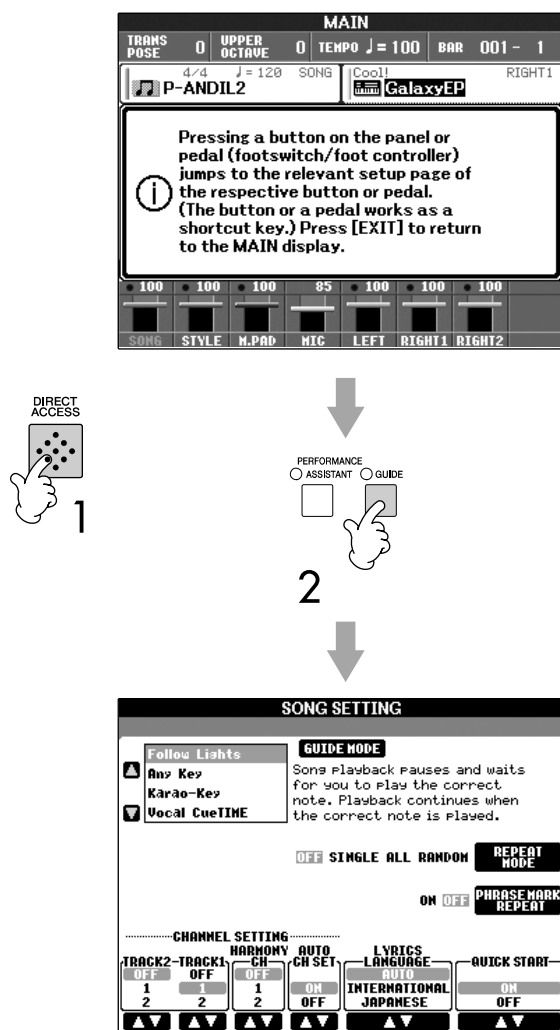 MAIN
TRANS POSE 0 UPPER OCTAVE 0 TEMPO ♩= 100 BAR 001 - 1
4/4 ♩= 120 SONG
P-ANDIL2
Cool! RIGHT1
GalaxyEP
Pressing a button on the panel or
pedal (footswitch/foot controller)
jumps to the relevant setup page of
the respective button or pedal.
(The button or a pedal works as a
shortcut key.) Press [EXIT] to return
to the MAIN display.
100 100 100 85 100 100 100
SONG STYLE M.PAD MIC LEFT RIGHT1 RIGHT2
DIRECT
ACCESS
1
PERFORMANCE
ASSISTANT GUIDE
2
SONG SETTING
Follow Lights
Any Key
Karao-Key
Vocal CueTIME
GUIDE MODE
Song playback pauses and waits
for you to play the correct
note. Playback continues when
the correct note is played.
OFF SINGLE ALL RANDOM REPEAT MODE
ON OFF PHRASE MARK REPEAT
CHANNEL SETTING
TRACK2 TRACK1 HARMONY CH AUTO CH SET LYRICS LANGUAGE QUICK START
OFF OFF OFF AUTO
1 1 1 ON INTERNATIONAL ON
2 2 2 OFF JAPANESE OFF